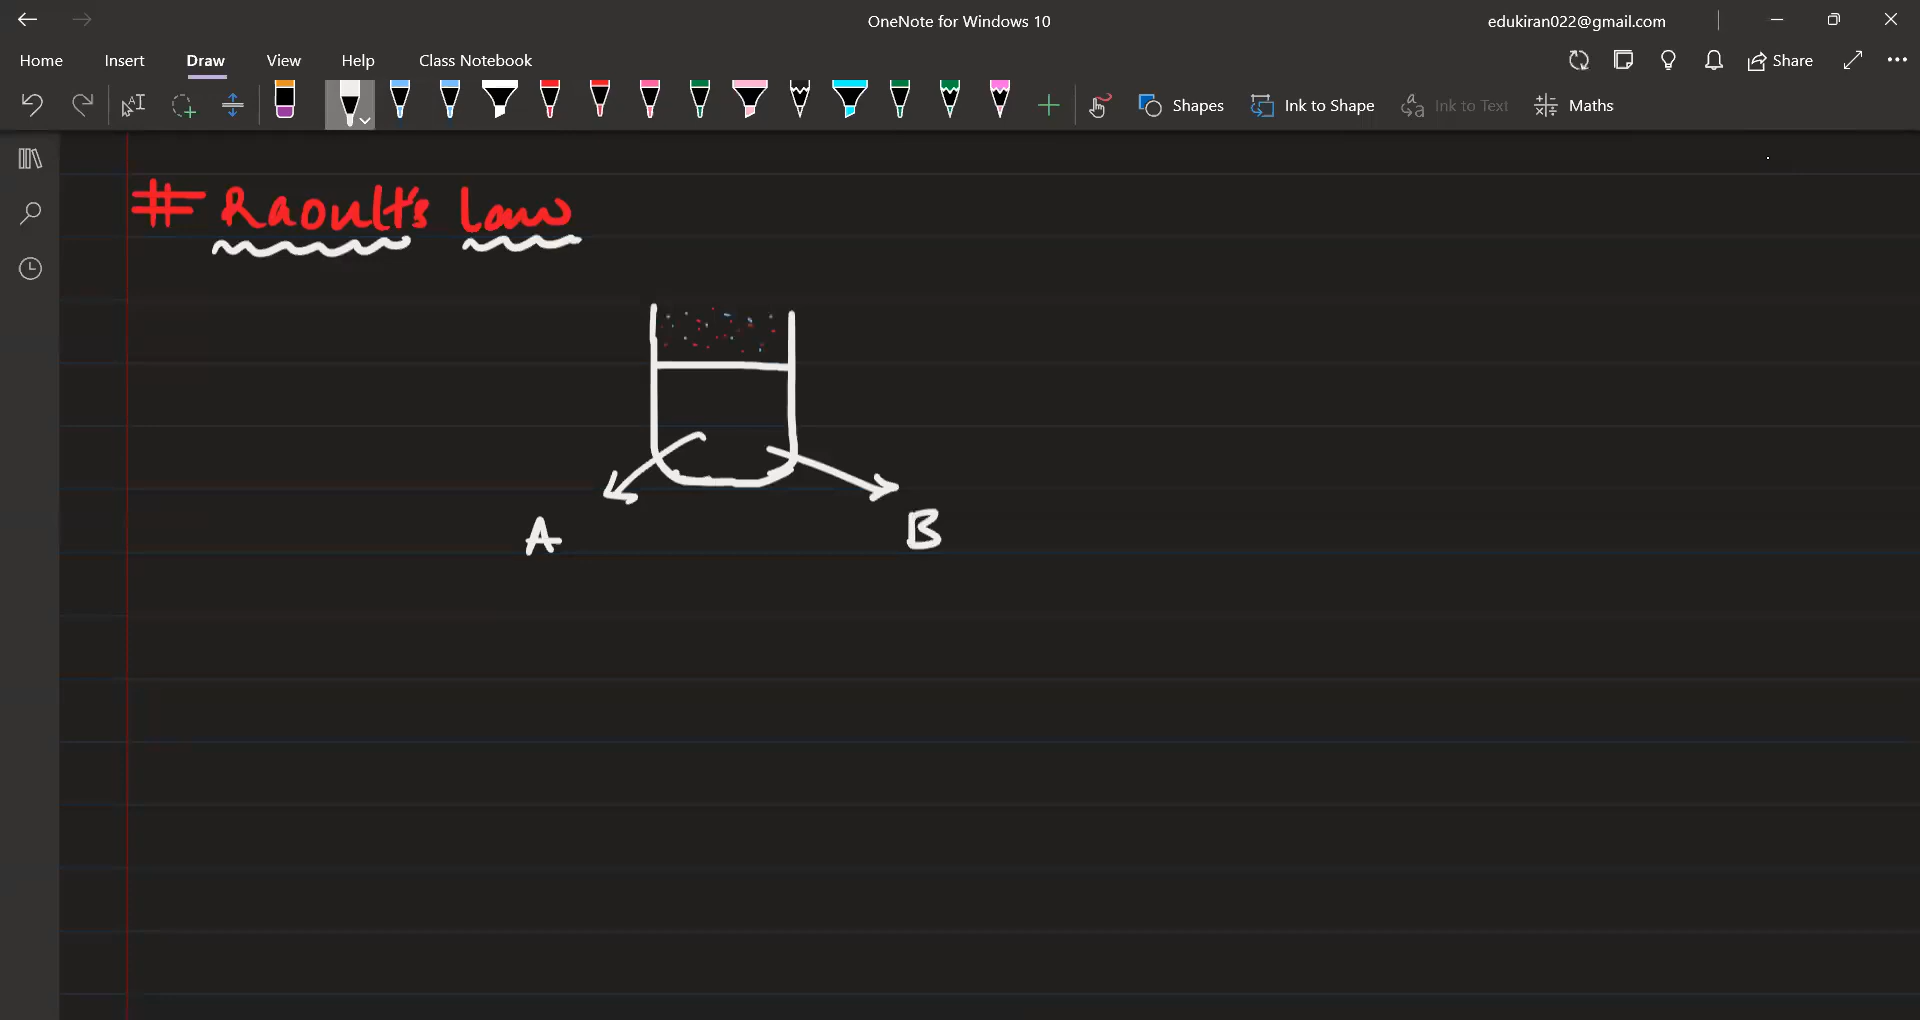 OneNote for Windows 10
edukiran022@gmail.com
Home Insert Draw View Help Class Notebook
Share
Shapes Ink to Shape Ink to Text Maths
# Raoult's law
A
B